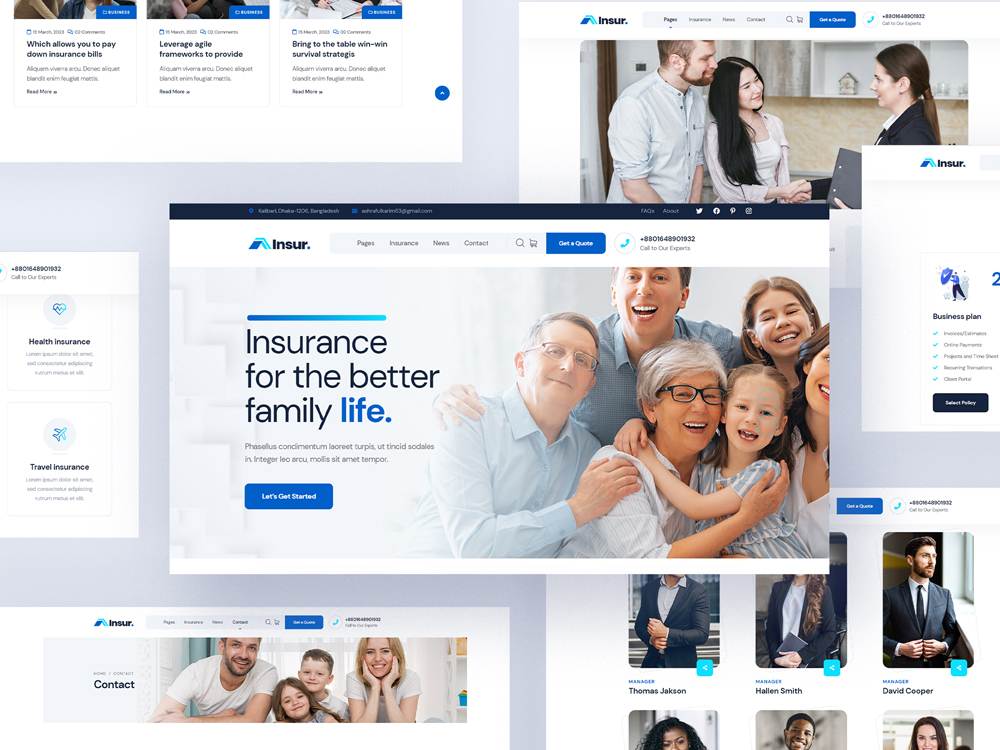 BUSINESS
BUSINESS
BUSINESS
15 March, 2023 02 Comments
Which allows you to pay
down insurance bills
Aliquam viverra arcu. Donec aliquet
blandit enim feugiat mattis.
Read More »
15 March, 2023 02 Comments
Leverage agile
frameworks to provide
Aliquam viverra arcu. Donec aliquet
blandit enim feugiat mattis.
Read More »
15 March, 2023 02 Comments
Bring to the table win-win
survival strategis
Aliquam viverra arcu. Donec aliquet
blandit enim feugiat mattis.
Read More »
Insur.
Pages Insurance News Contact
Get a Quote
+8801648901932
Call to Our Experts
Insur.
Kalibari, Dhaka-1206, Bangladesh
ashrafulkarim83@gmail.com
FAQs About
Insur.
Pages Insurance News Contact
Get a Quote
+8801648901932
Call to Our Experts
Insurance
for the better
family life.
Phasellus condimentum laoreet turpis, ut tincid sodales
in. Integer leo arcu, mollis sit amet tempor.
Let's Get Started
+8801648901932
Call to Our Experts
Health insurance
Lorem ipsum dolor sit amet,
sed consectetur adipiscing
rutrum metus et slit.
Travel insurance
Lorem ipsum dolor sit amet,
sed consectetur adipiscing
rutrum metus et slit.
us
2
Business plan
Invoices/Estimates
Online Payments
Projects and Time Sheet
Recurring Transations
Client Portal
Select Policy
Get a Quote
+8801648901932
Call to Our Experts
MANAGER
Thomas Jakson
MANAGER
Hallen Smith
MANAGER
David Cooper
Insur.
Pages Insurance News Contact
Get a Quote
+8801648901932
Call to Our Experts
HOME / CONTACT
Contact